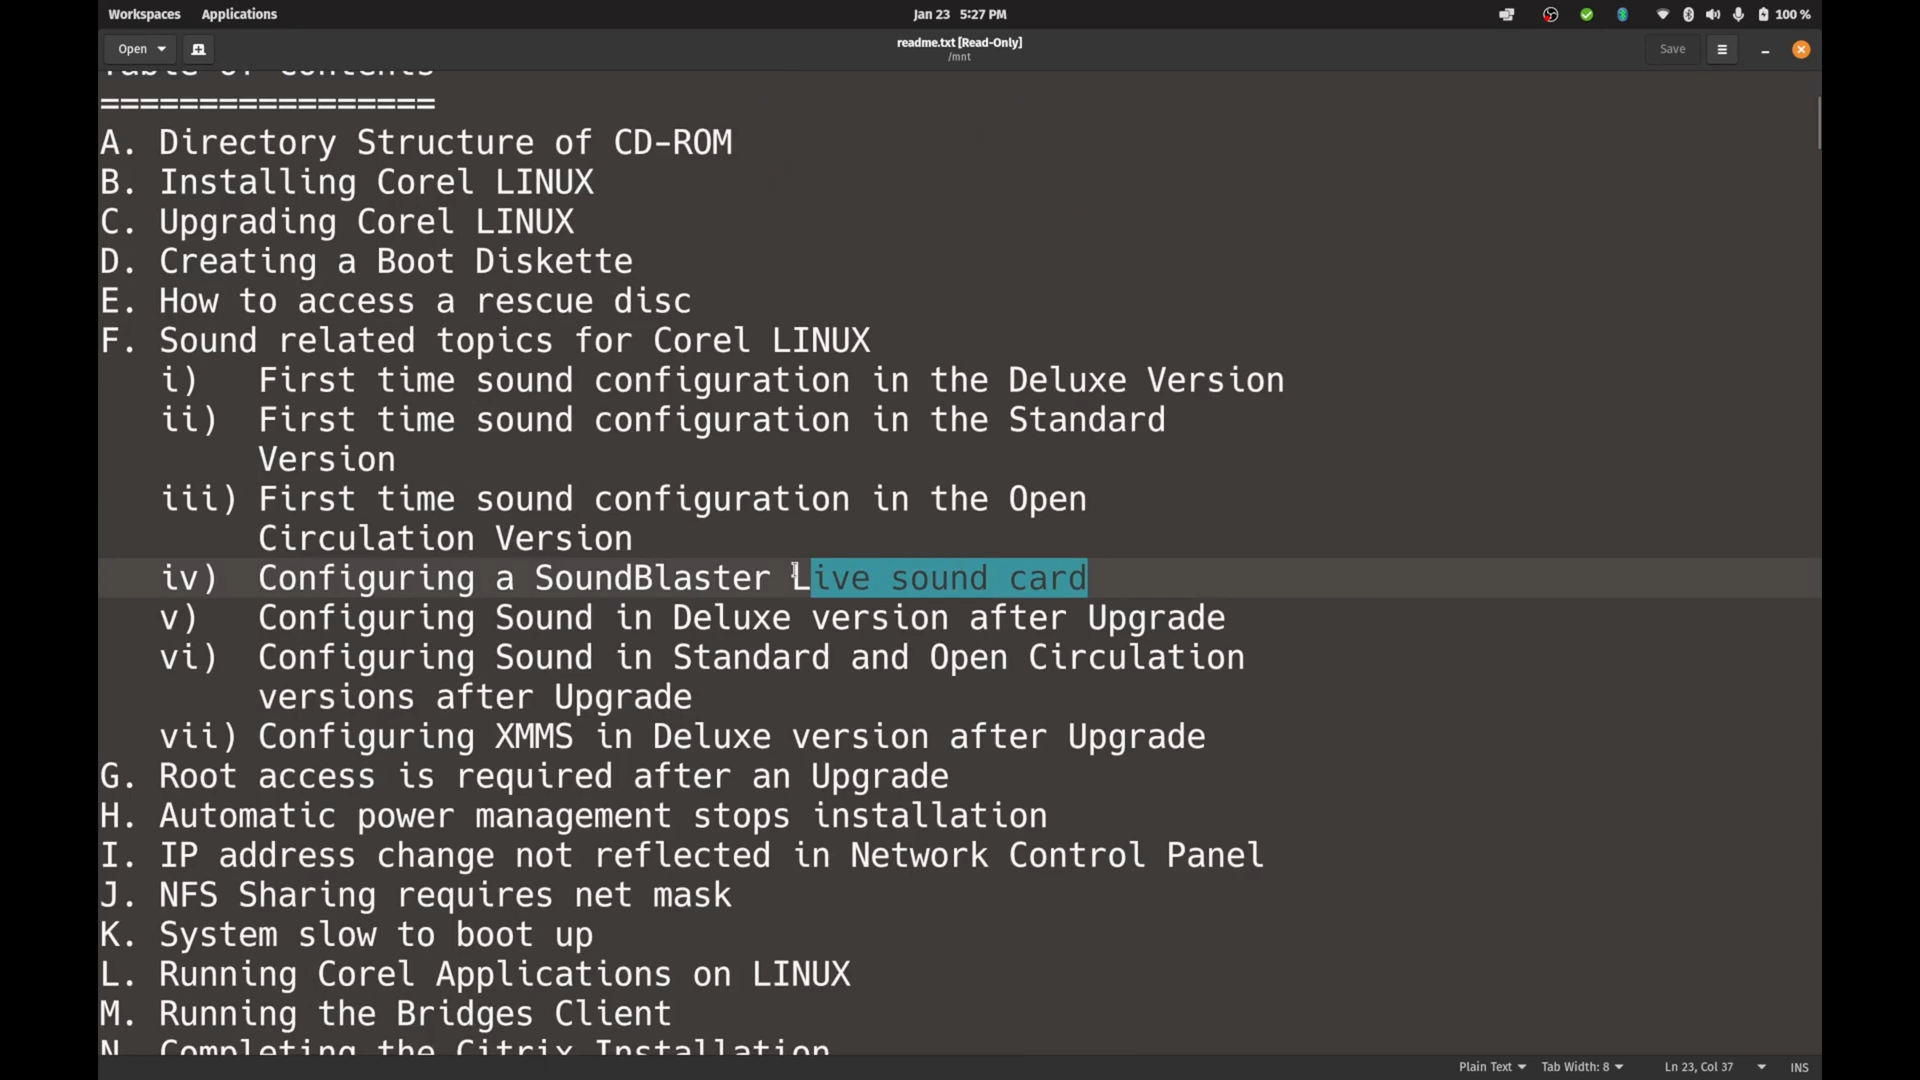 Workspaces Applications
Jan 23 5:27 PM
100 %
Open
readme.txt [Read-Only]
/mnt
Save
Table of Contents
=================
A. Directory Structure of CD-ROM
B. Installing Corel LINUX
C. Upgrading Corel LINUX
D. Creating a Boot Diskette
E. How to access a rescue disc
F. Sound related topics for Corel LINUX
i) First time sound configuration in the Deluxe Version
ii) First time sound configuration in the Standard
Version
iii) First time sound configuration in the Open
Circulation Version
iv) Configuring a SoundBlaster Live sound card
v) Configuring Sound in Deluxe version after Upgrade
vi) Configuring Sound in Standard and Open Circulation
versions after Upgrade
vii) Configuring XMMS in Deluxe version after Upgrade
G. Root access is required after an Upgrade
H. Automatic power management stops installation
I. IP address change not reflected in Network Control Panel
J. NFS Sharing requires net mask
K. System slow to boot up
L. Running Corel Applications on LINUX
M. Running the Bridges Client
N. Completing the Citrix Installation
Plain Text Tab Width: 8 Ln 23, Col 37 INS